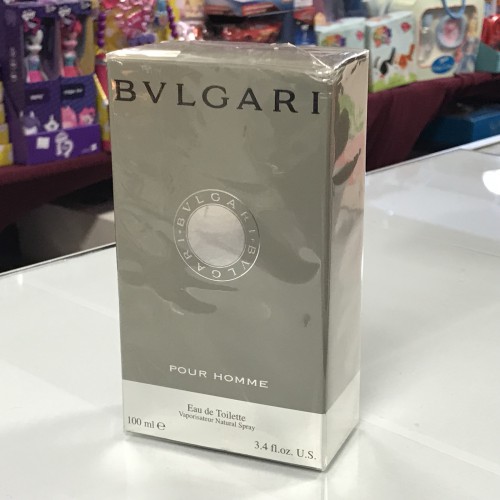 BVLGARI
BVLGARI • BVLGARI •
POUR HOMME
Eau de Toilette
Vaporisateur Natural Spray
100 ml ℮
3.4 fl.oz. U.S.